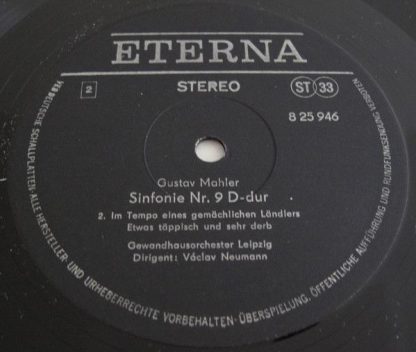 ETERNA
2
STEREO
ST 33
8 25 946
Gustav Mahler
Sinfonie Nr. 9 D-dur
2. Im Tempo eines gemächlichen Ländlers
Etwas täppisch und sehr derb
Gewandhausorchester Leipzig
Dirigent: Václav Neumann
VEB DEUTSCHE SCHALLPLATTEN · ALLE HERSTELLER- UND URHEBERRECHTE VORBEHALTEN · ÜBERSPIELUNG, ÖFFENTLICHE AUFFÜHRUNG UND RUNDFUNKSENDUNG VERBOTEN